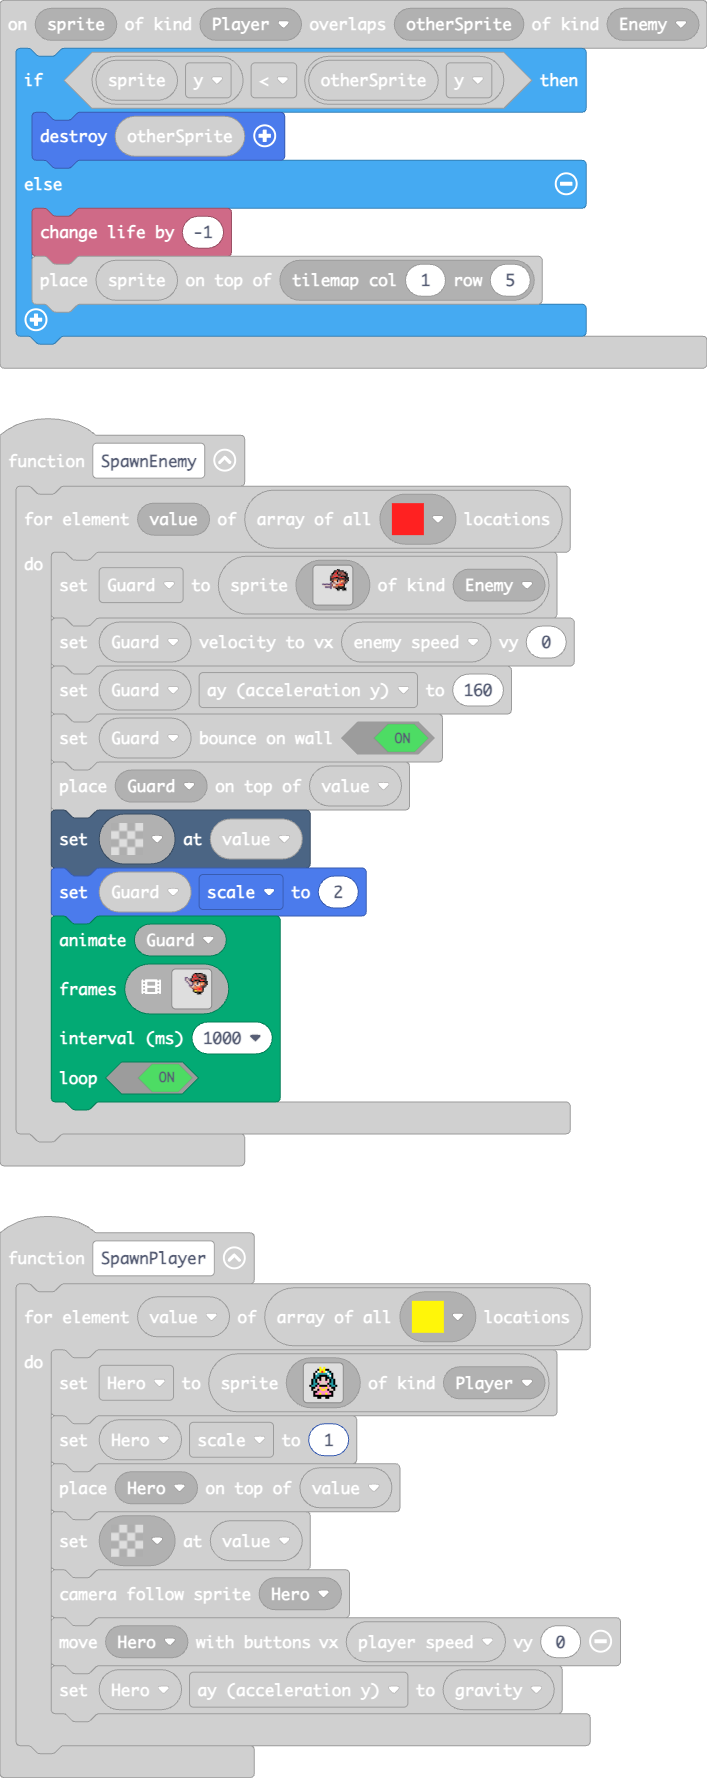 on sprite of kind Player overlaps otherSprite of kind Enemy
if sprite y < otherSprite y then
destroy otherSprite
else
change life by -1
place sprite on top of tilemap col 1 row 5
function SpawnEnemy
for element value of array of all locations
do
set Guard to sprite of kind Enemy
set Guard velocity to vx enemy speed vy 0
set Guard ay (acceleration y) to 160
set Guard bounce on wall ON
place Guard on top of value
set at value
set Guard scale to 2
animate Guard
frames
interval (ms) 1000
loop ON
function SpawnPlayer
for element value of array of all locations
do
set Hero to sprite of kind Player
set Hero scale to 1
place Hero on top of value
set at value
camera follow sprite Hero
move Hero with buttons vx player speed vy 0
set Hero ay (acceleration y) to gravity